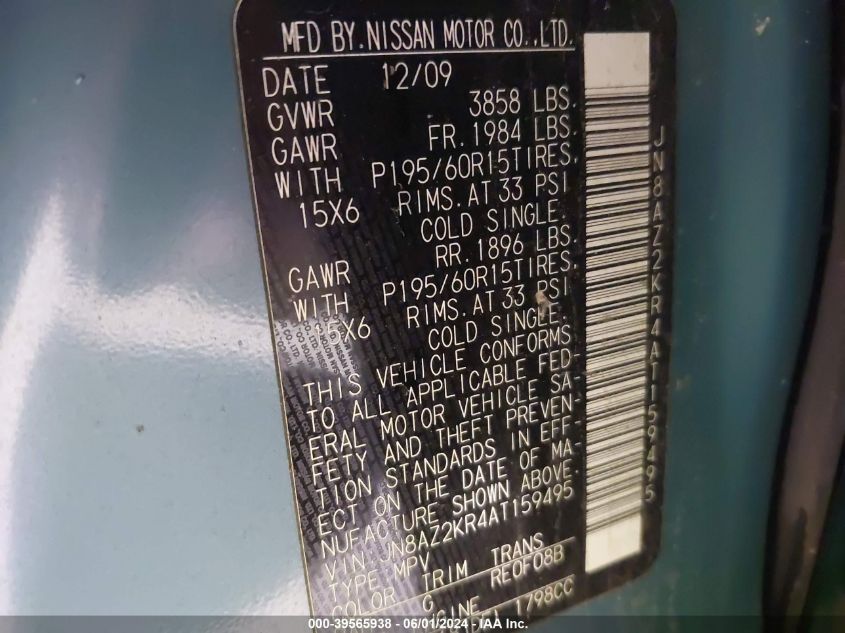 MFD BY. NISSAN MOTOR CO., LTD.
DATE 12/09
GVWR 3858 LBS.
GAWR FR. 1984 LBS.
WITH P195/60R15TIRES.
15X6 RIMS. AT 33 PSI
COLD SINGLE.
GAWR RR. 1896 LBS.
WITH P195/60R15TIRES.
15X6 RIMS. AT 33 PSI
COLD SINGLE.
THIS VEHICLE CONFORMS
TO ALL APPLICABLE FED-
ERAL MOTOR VEHICLE SA-
FETY AND THEFT PREVEN-
TION STANDARDS IN EFF
ECT ON THE DATE OF MA-
NUFACTURE SHOWN ABOVE.
VIN JN8AZ2KR4AT159495
TYPE MPV
COLOR TRIM TRANS
G RE0F08B
1798CC
JN8AZ2KR4AT159495
000-39565938 - 06/01/2024 - IAA Inc.